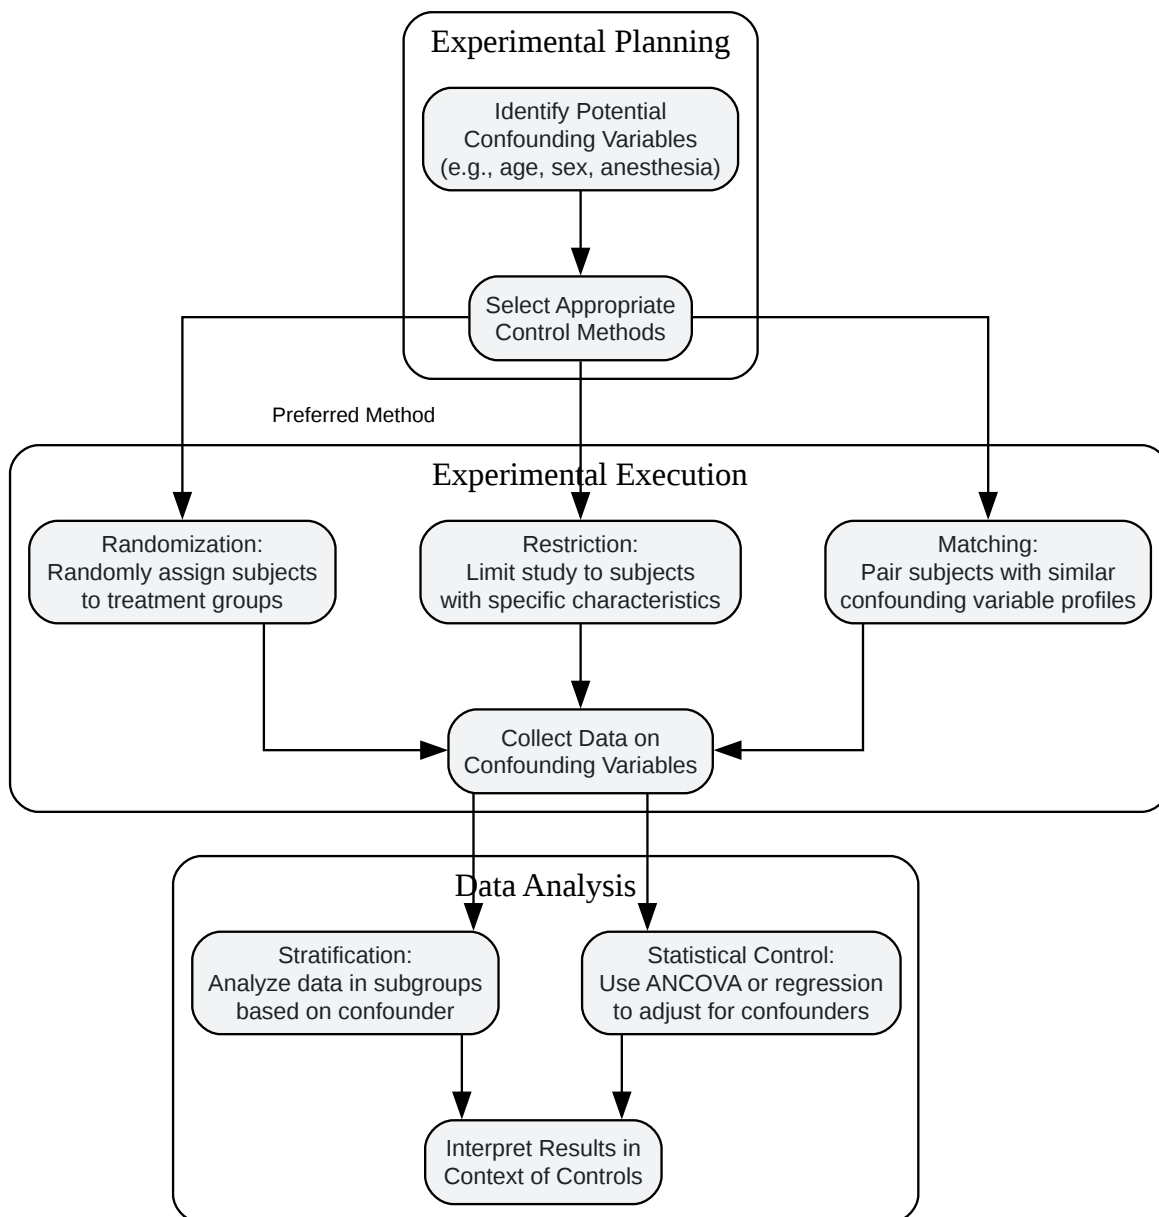 Experimental Planning
Identify Potential
Confounding Variables
(e.g., age, sex, anesthesia)
Select Appropriate
Control Methods
Preferred Method
Experimental Execution
Randomization:
Randomly assign subjects
to treatment groups
Restriction:
Limit study to subjects
with specific characteristics
Matching:
Pair subjects with similar
confounding variable profiles
Collect Data on
Confounding Variables
Data Analysis
Stratification:
Analyze data in subgroups
based on confounder
Statistical Control:
Use ANCOVA or regression
to adjust for confounders
Interpret Results in
Context of Controls